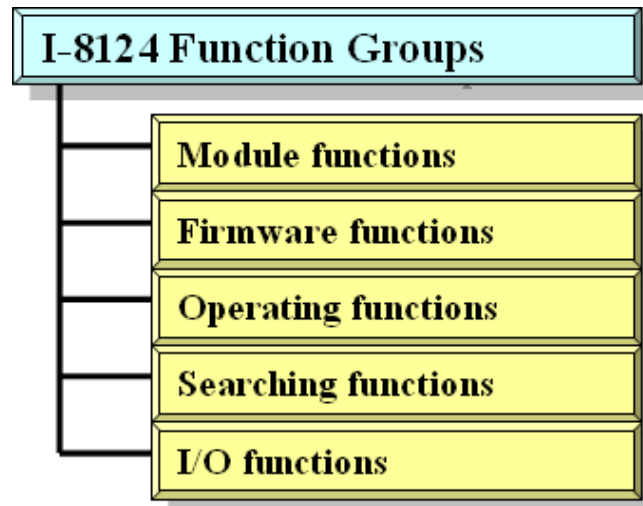 I-8124 Function Groups
Module functions
Firmware functions
Operating functions
Searching functions
I/O functions